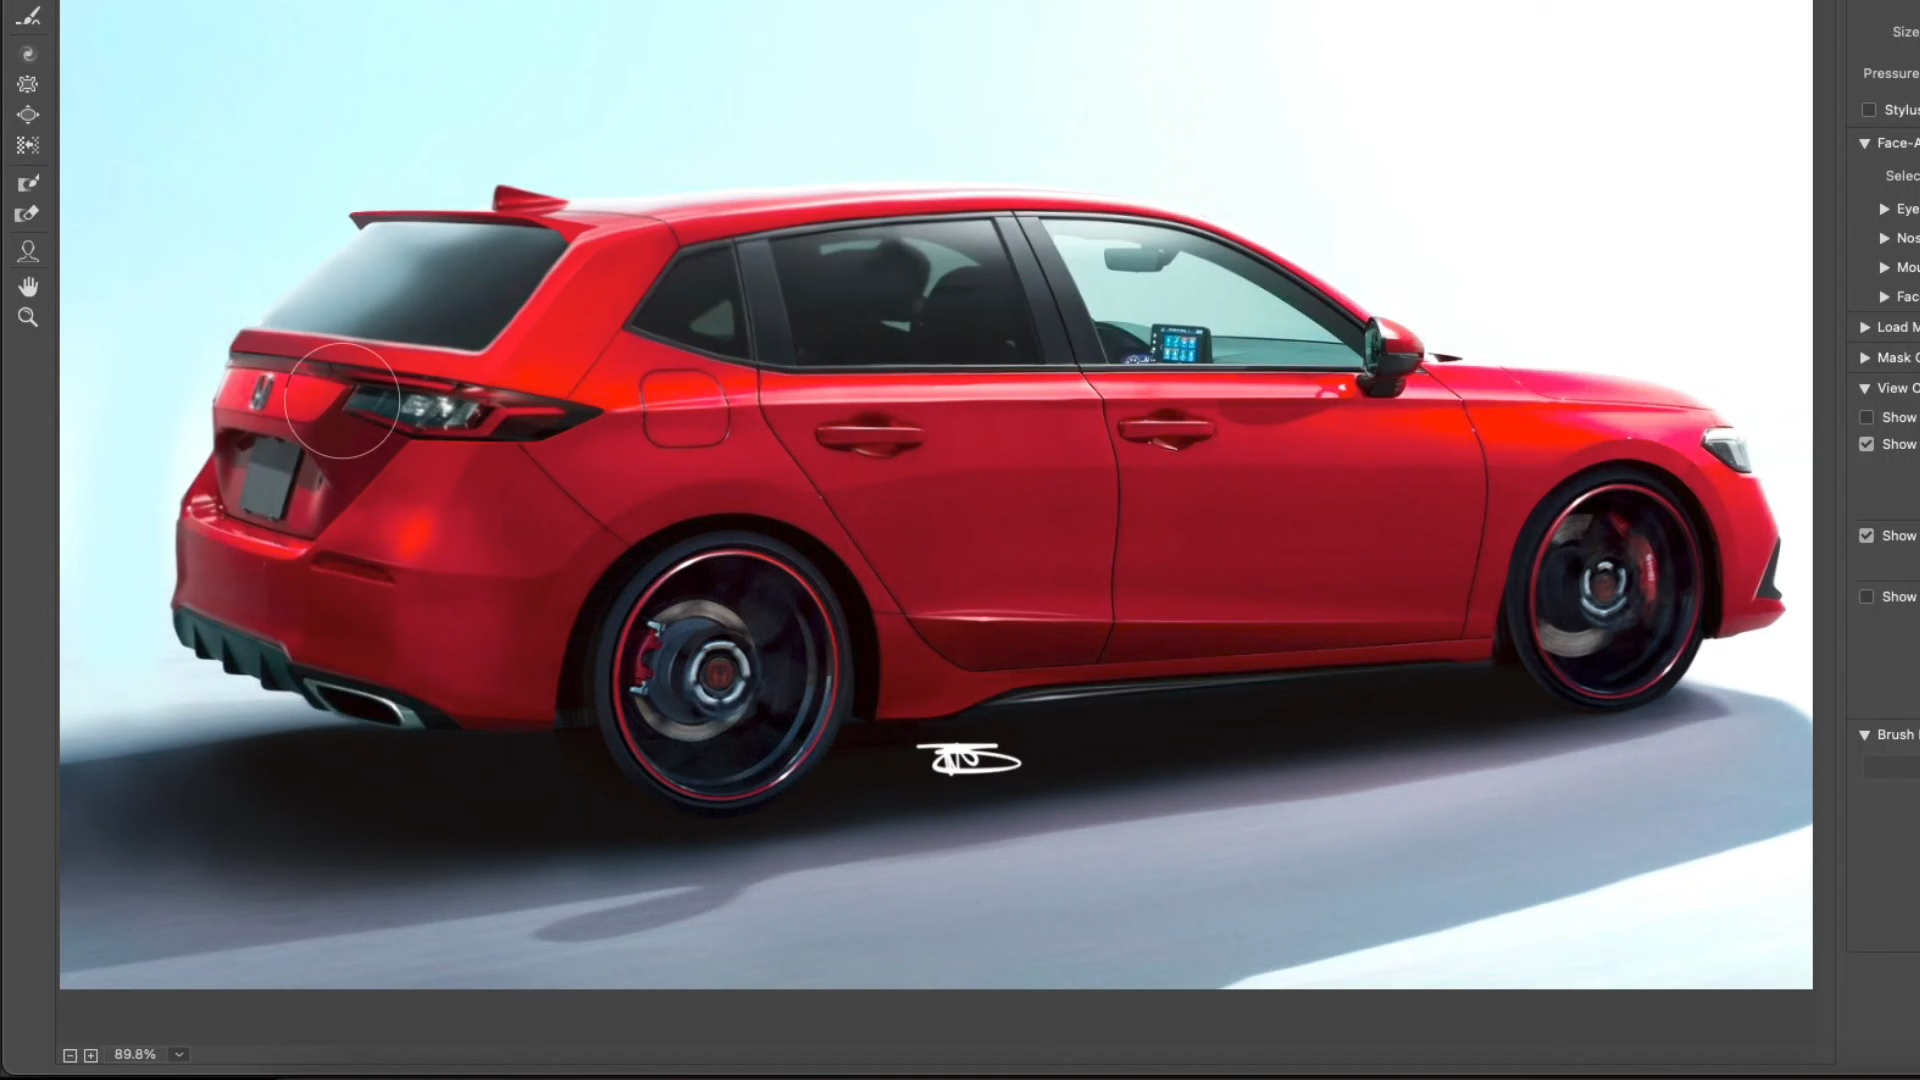 Size
Pressure
Stylus
Face-A
Selec
Eye
Nos
Mou
Fac
Load M
Mask O
View O
Show
Show
Show
Show
Brush
89.8%